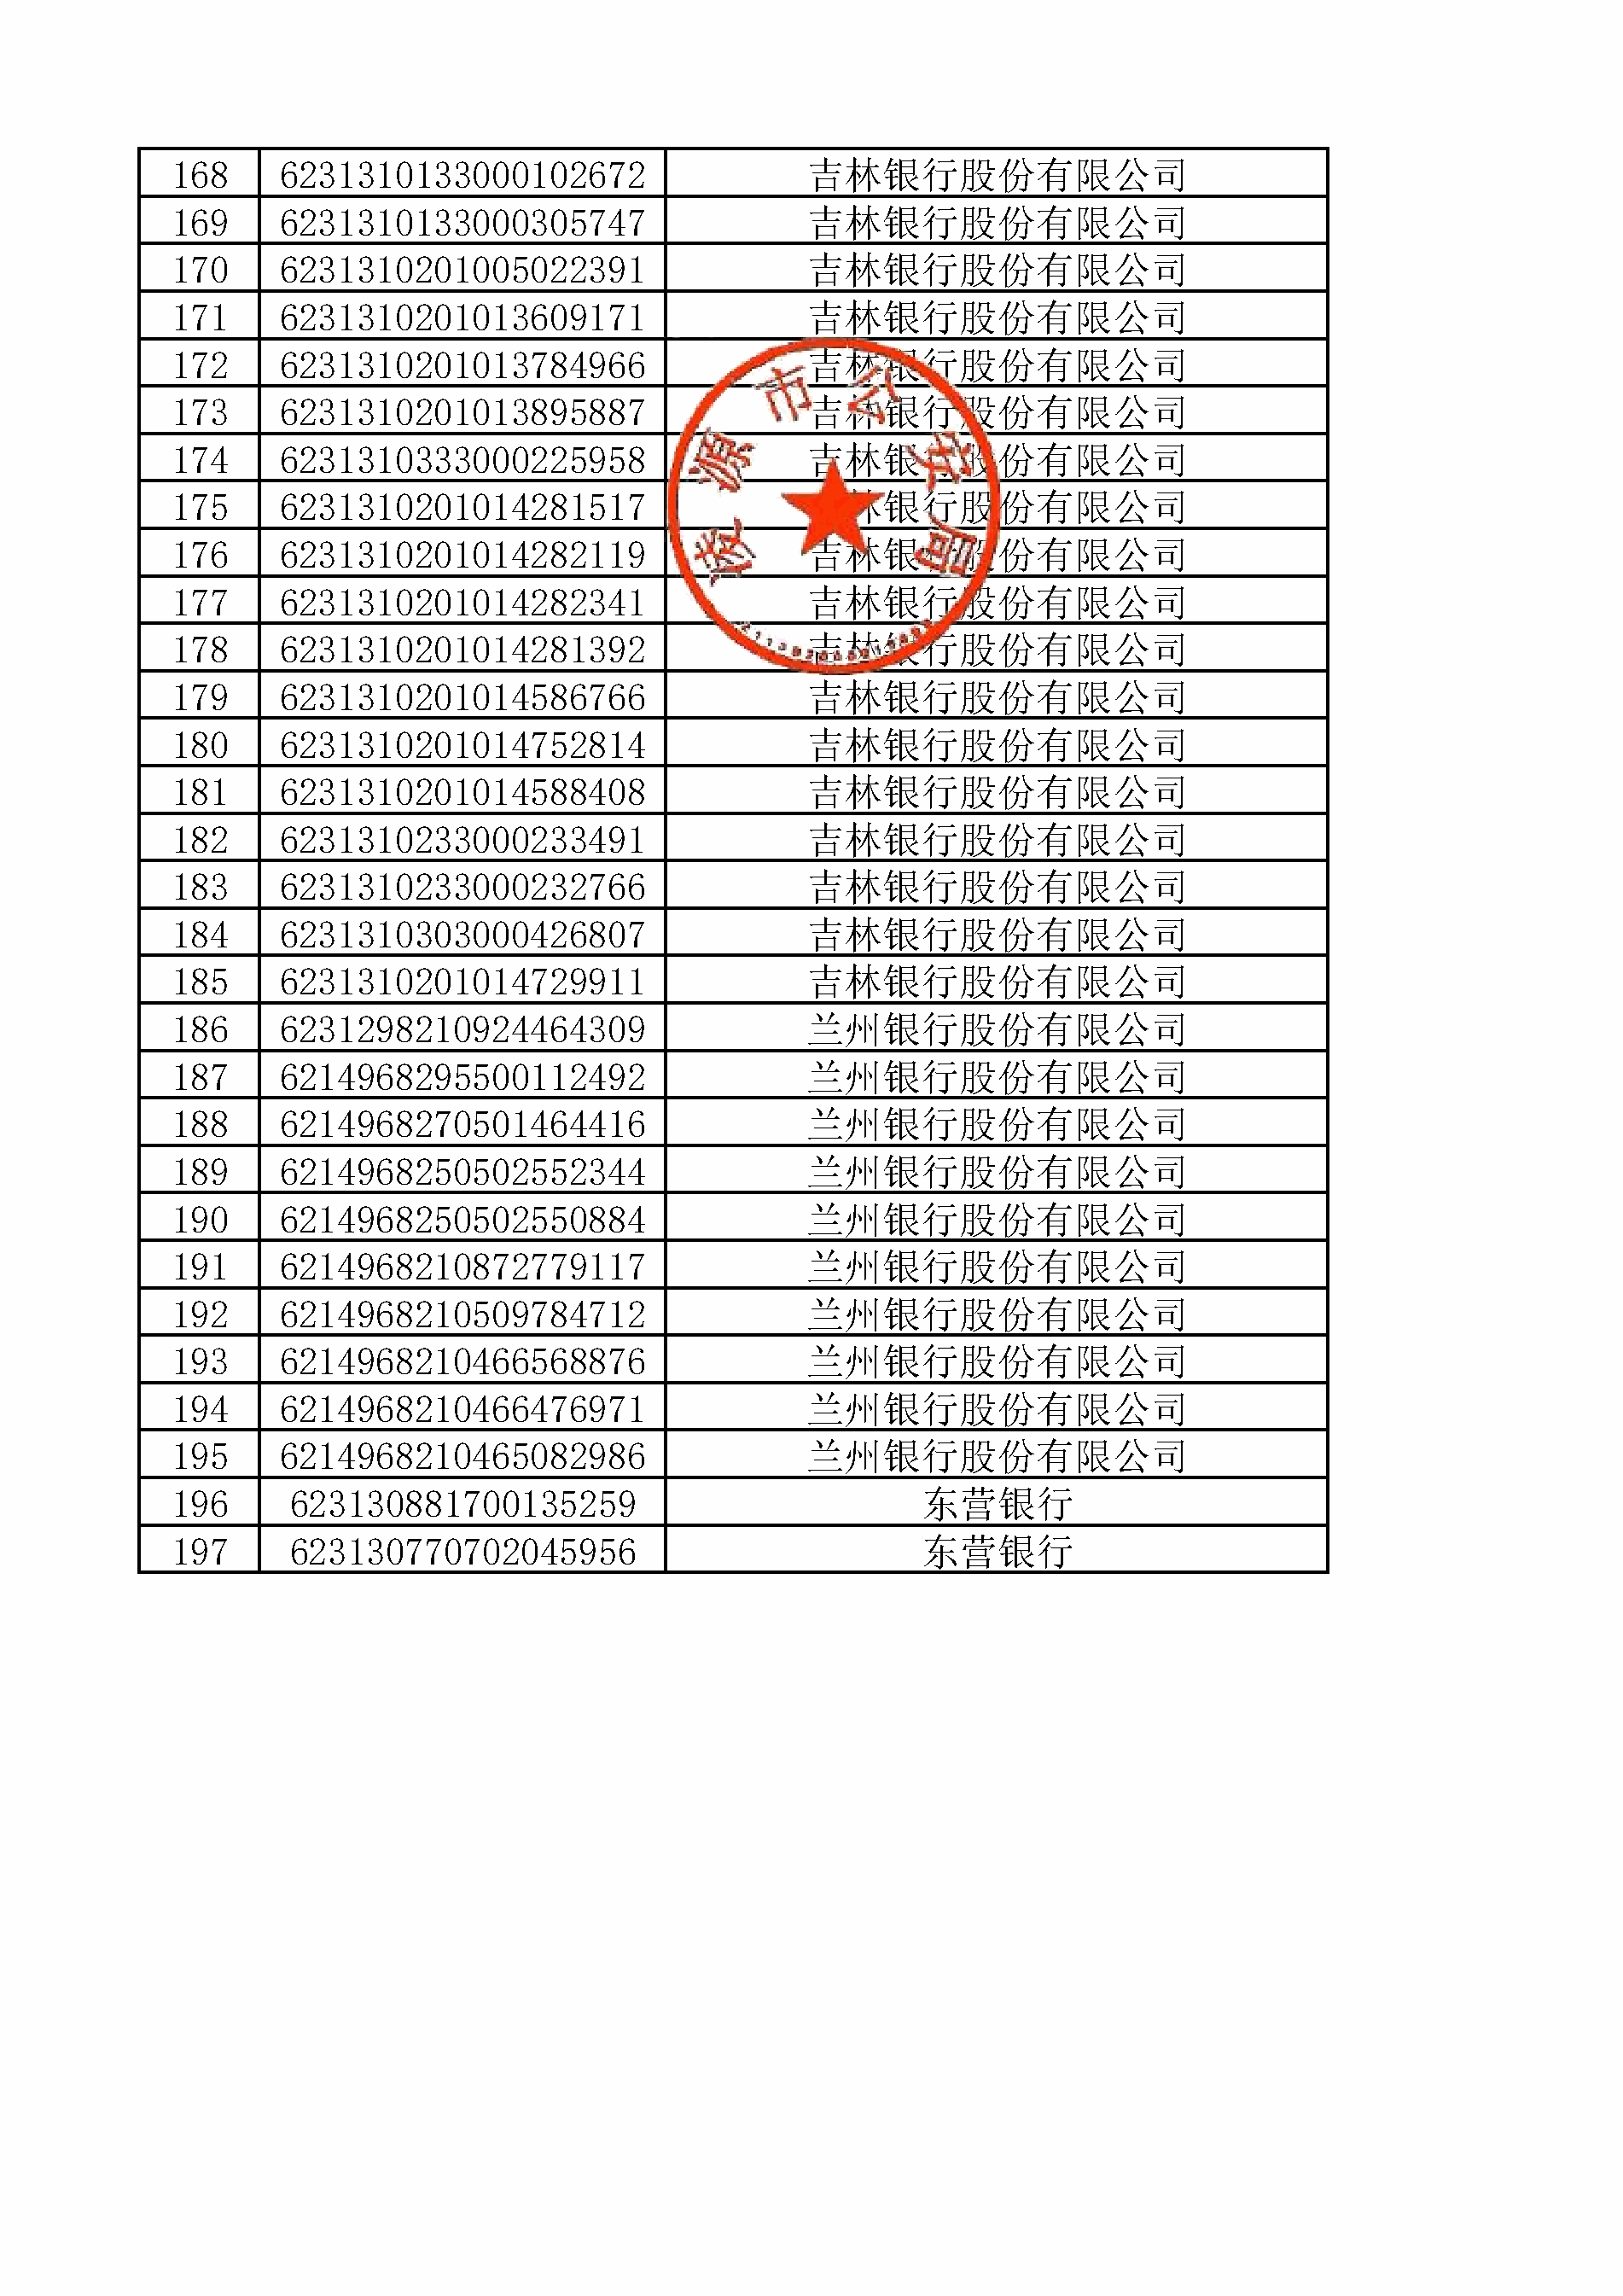 168 6231310133000102672 吉林银行股份有限公司
169 6231310133000305747 吉林银行股份有限公司
170 6231310201005022391 吉林银行股份有限公司
171 6231310201013609171 吉林银行股份有限公司
172 6231310201013784966 吉林银行股份有限公司
173 6231310201013895887 吉林银行股份有限公司
174 6231310333000225958 吉林银行股份有限公司
175 6231310201014281517 吉林银行股份有限公司
176 6231310201014282119 吉林银行股份有限公司
177 6231310201014282341 吉林银行股份有限公司
178 6231310201014281392 吉林银行股份有限公司
179 6231310201014586766 吉林银行股份有限公司
180 6231310201014752814 吉林银行股份有限公司
181 6231310201014588408 吉林银行股份有限公司
182 6231310233000233491 吉林银行股份有限公司
183 6231310233000232766 吉林银行股份有限公司
184 6231310303000426807 吉林银行股份有限公司
185 6231310201014729911 吉林银行股份有限公司
186 6231298210924464309 兰州银行股份有限公司
187 6214968295500112492 兰州银行股份有限公司
188 6214968270501464416 兰州银行股份有限公司
189 6214968250502552344 兰州银行股份有限公司
190 6214968250502550884 兰州银行股份有限公司
191 6214968210872779117 兰州银行股份有限公司
192 6214968210509784712 兰州银行股份有限公司
193 6214968210466568876 兰州银行股份有限公司
194 6214968210466476971 兰州银行股份有限公司
195 6214968210465082986 兰州银行股份有限公司
196 623130881700135259 东营银行
197 623130770702045956 东营银行
凌源市公安局